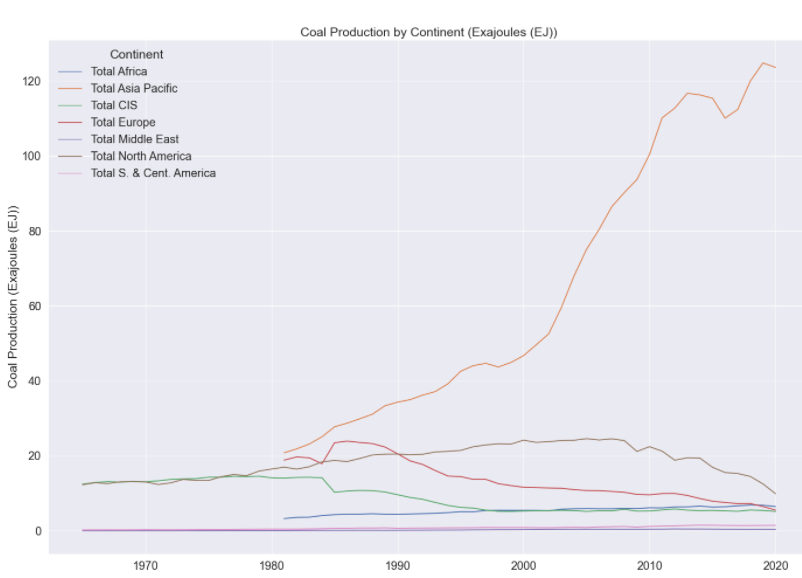 Coal Production by Continent (Exajoules (EJ))
Continent
Total Africa
Total Asia Pacific
Total CIS
Total Europe
Total Middle East
Total North America
Total S. & Cent. America
Coal Production (Exajoules (EJ))
120
100
80
60
40
20
0
1970 1980 1990 2000 2010 2020